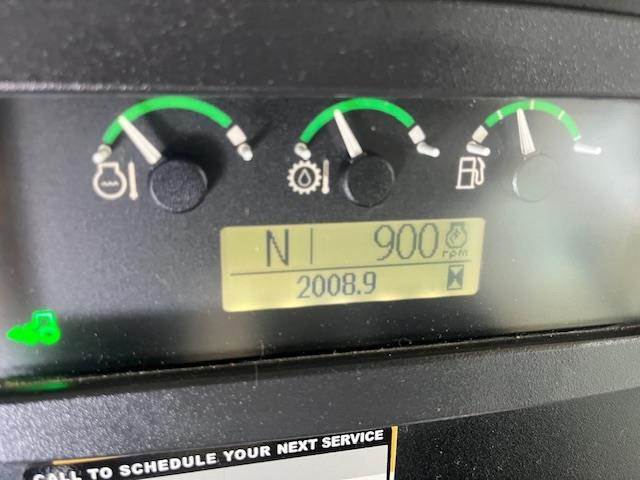 N 900 rpm
2008.9
CALL TO SCHEDULE YOUR NEXT SERVICE